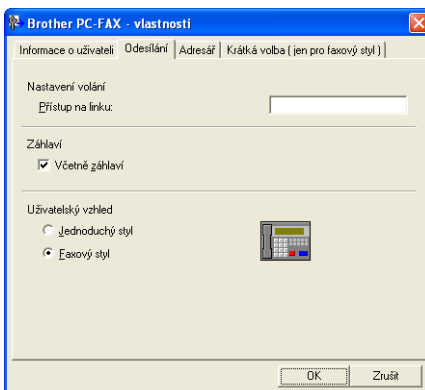 Brother PC-FAX - vlastnosti
Informace o uživateli Odesílání Adresář Krátká volba ( jen pro faxový styl )
Nastavení volání
Přístup na linku:
Záhlaví
Včetně záhlaví
Uživatelský vzhled
Jednoduchý styl
Faxový styl
OK Zrušit